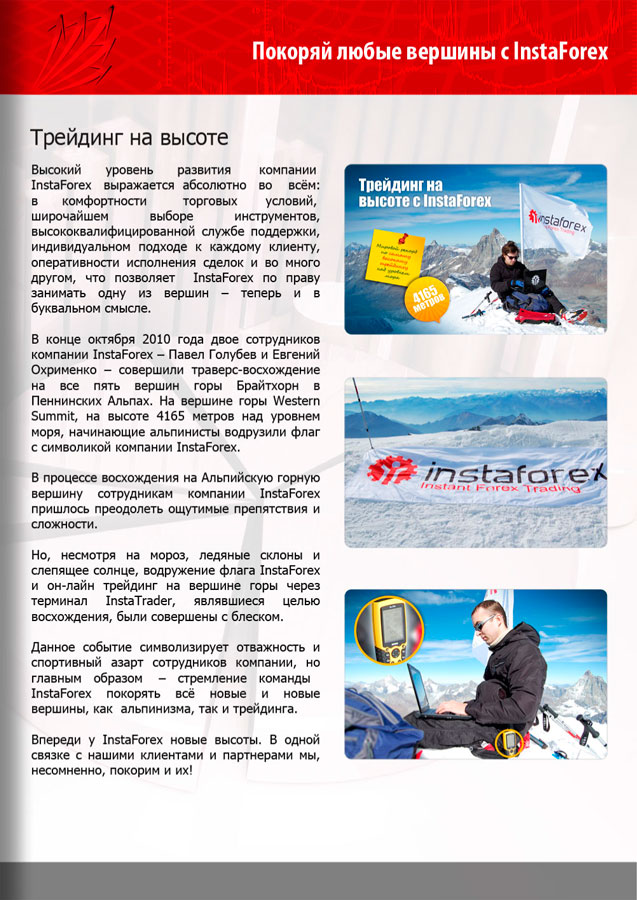 Покоряй любые вершины с InstaForex
Трейдинг на высоте
Высокий уровень развития компании
InstaForex выражается абсолютно во всём:
в комфортности торговых условий,
широчайшем выборе инструментов,
высококвалифицированной службе поддержки,
индивидуальном подходе к каждому клиенту,
оперативности исполнения сделок и во много
другом, что позволяет InstaForex по праву
занимать одну из вершин – теперь и в
буквальном смысле.
В конце октября 2010 года двое сотрудников
компании InstaForex – Павел Голубев и Евгений
Охрименко – совершили траверс-восхождение
на все пять вершин горы Брайтхорн в
Пеннинских Альпах. На вершине горы Western
Summit, на высоте 4165 метров над уровнем
моря, начинающие альпинисты водрузили флаг
с символикой компании InstaForex.
В процессе восхождения на Альпийскую горную
вершину сотрудникам компании InstaForex
пришлось преодолеть ощутимые препятствия и
сложности.
Но, несмотря на мороз, ледяные склоны и
слепящее солнце, водружение флага InstaForex
и он-лайн трейдинг на вершине горы через
терминал InstaTrader, являвшиеся целью
восхождения, были совершены с блеском.
Данное событие символизирует отважность и
спортивный азарт сотрудников компании, но
главным образом – стремление команды
InstaForex покорять всё новые и новые
вершины, как альпинизма, так и трейдинга.
Впереди у InstaForex новые высоты. В одной
связке с нашими клиентами и партнерами мы,
несомненно, покорим и их!
Трейдинг на
высоте с InstaForex
instaforex
Instant Forex Trading
Мировой рекорд
4165
метров
instaforex
Instant Forex Trading